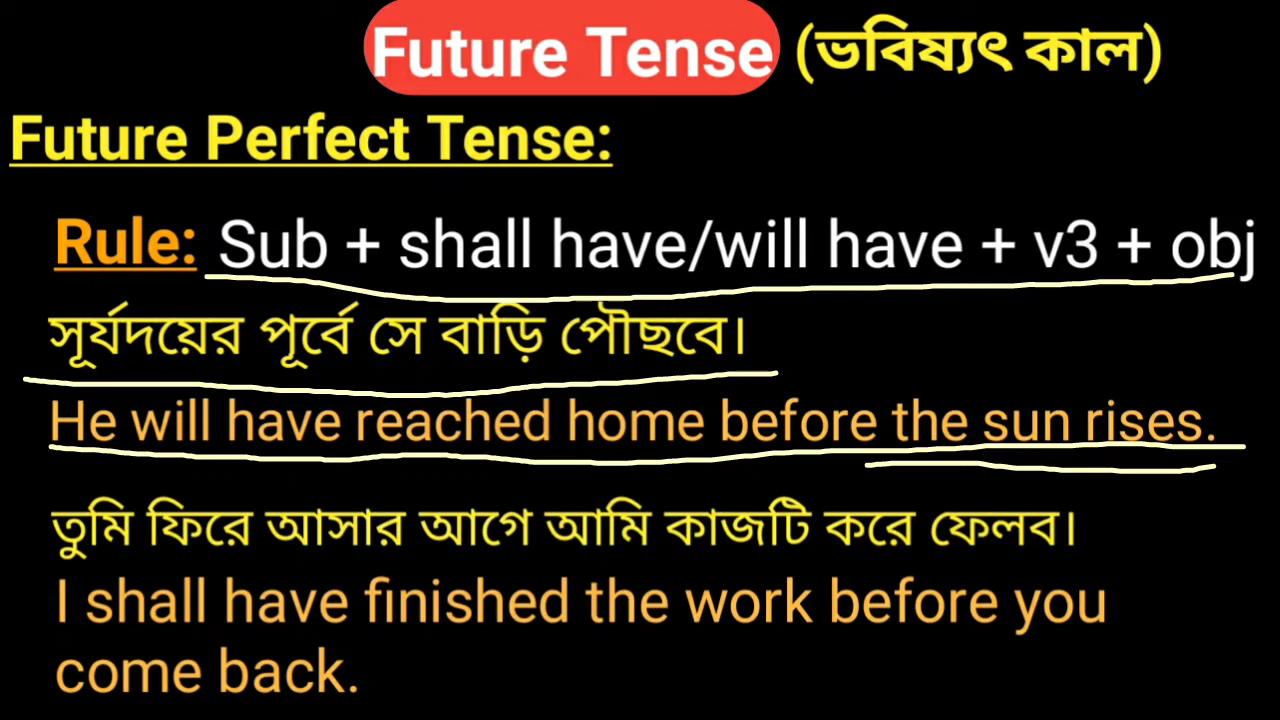 Future Tense (ভবিষ্যৎ কাল)
Future Perfect Tense:
Rule: Sub + shall have/will have + v3 + obj
সূর্যদয়ের পূর্বে সে বাড়ি পৌছবে।
He will have reached home before the sun rises.
তুমি ফিরে আসার আগে আমি কাজটি করে ফেলব।
I shall have finished the work before you
come back.